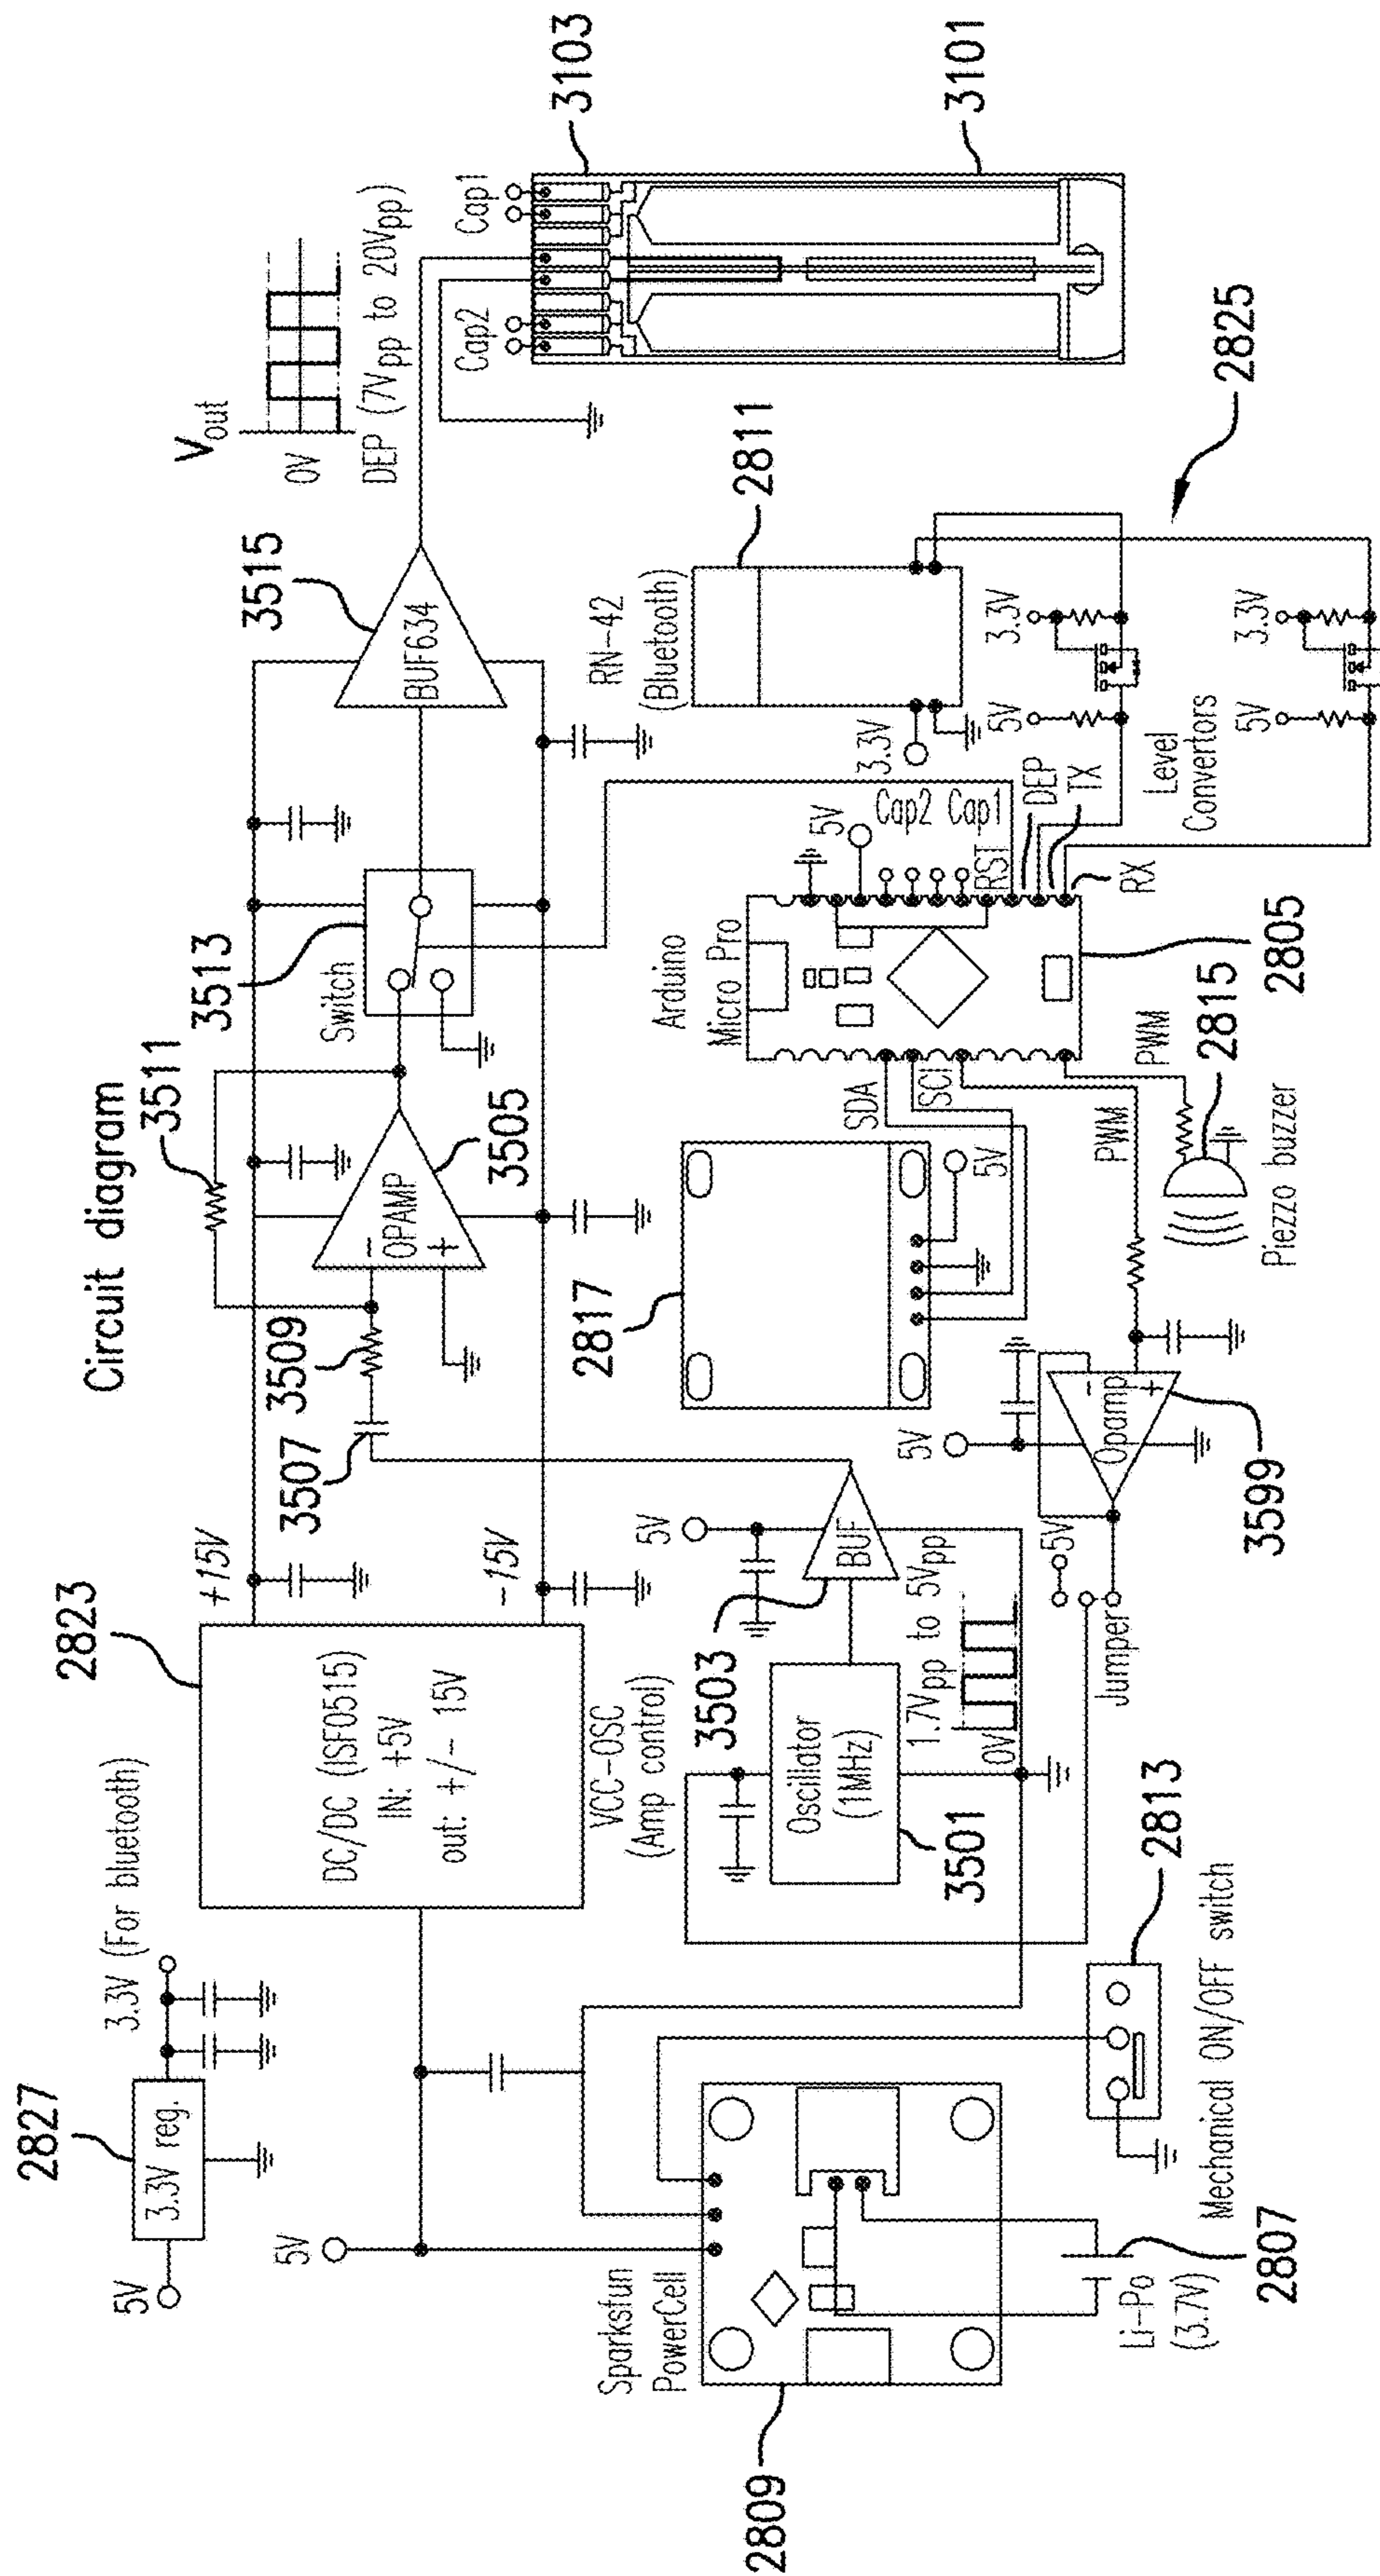 Circuit diagram
2827
3.3V reg.
5V
3.3V (For bluetooth)
2823
DC/DC (ISF0515)
IN: +5V
out: +/- 15V
+15V
-15V
5V
3507
3509
3511
OPAMP
-
+
3505
3513
Switch
3515
BUF634
Vout
0V
DEP (7Vpp to 20Vpp)
Cap2
Cap1
3103
3101
Sparksfun
PowerCell
2809
Li-Po
(3.7V)
2807
Mechanical ON/OFF switch
2813
VCC-OSC
(Amp control)
Oscillator
(1MHz)
3501
3503
5V
BUF
1.7Vpp to 5Vpp
0V
Jumper
5V
5V
Opamp
-
+
3599
2817
5V
SDA
SCI
PWM
PWM
Piezzo buzzer
2815
Arduino
Micro Pro
2805
5V
Cap2 Cap1
RST
DEP
TX
RX
RN-42
(Bluetooth)
2811
3.3V
5V
3.3V
Level
Convertors
5V
3.3V
2825